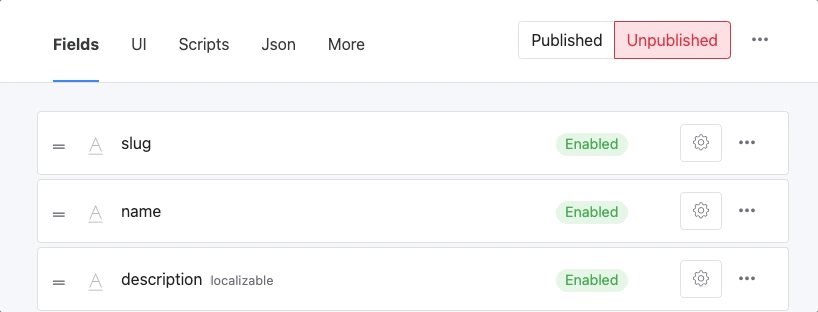 Fields UI Scripts Json More Published Unpublished
slug Enabled
name Enabled
description localizable Enabled